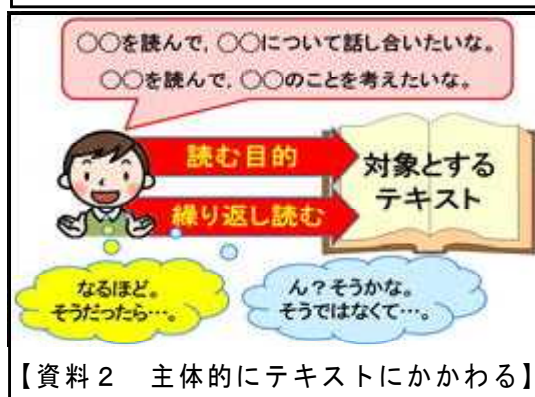 ○○を読んで，○○について話し合いたいな。
○○を読んで，○○のことを考えたいな。
読む目的
対象とする
テキスト
繰り返し読む
なるほど。
そうだったら…。
ん？そうかな。
そうではなくて…。
【資料２　主体的にテキストにかかわる】